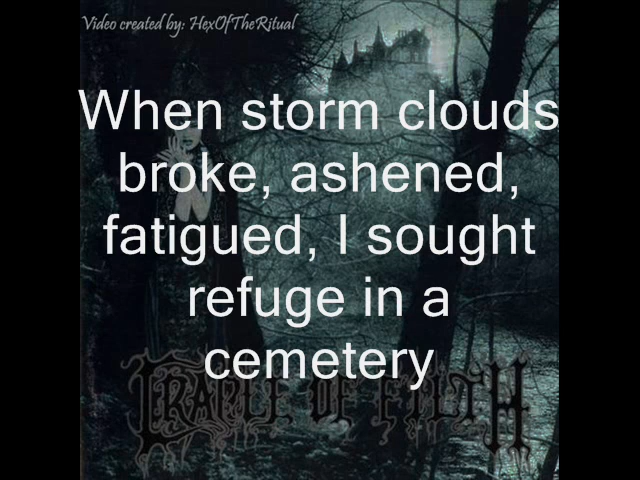 Video created by: HexOfTheRitual
When storm clouds
broke, ashened,
fatigued, I sought
refuge in a
cemetery
CRADLE OF FILTH